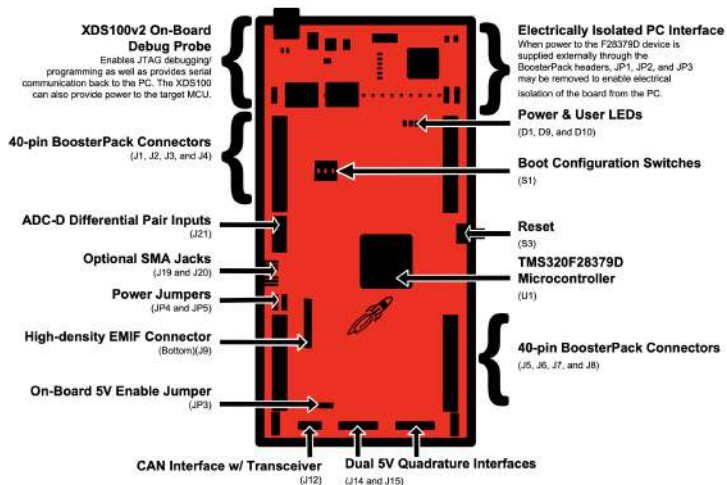 XDS100v2 On-Board
Debug Probe
Enables JTAG debugging/
programming as well as provides serial
communication back to the PC. The XDS100
can also provide power to the target MCU.
40-pin BoosterPack Connectors
(J1, J2, J3, and J4)
ADC-D Differential Pair Inputs
(J21)
Optional SMA Jacks
(J19 and J20)
Power Jumpers
(JP4 and JP5)
High-density EMIF Connector
(Bottom)(J9)
On-Board 5V Enable Jumper
(JP3)
CAN Interface w/ Transceiver
(J12)
Dual 5V Quadrature Interfaces
(J14 and J15)
Electrically Isolated PC Interface
When power to the F28379D device is
supplied externally through the
BoosterPack headers, JP1, JP2, and JP3
may be removed to enable electrical
isolation of the board from the PC.
Power & User LEDs
(D1, D9, and D10)
Boot Configuration Switches
(S1)
Reset
(S3)
TMS320F28379D
Microcontroller
(U1)
40-pin BoosterPack Connectors
(J5, J6, J7, and J8)